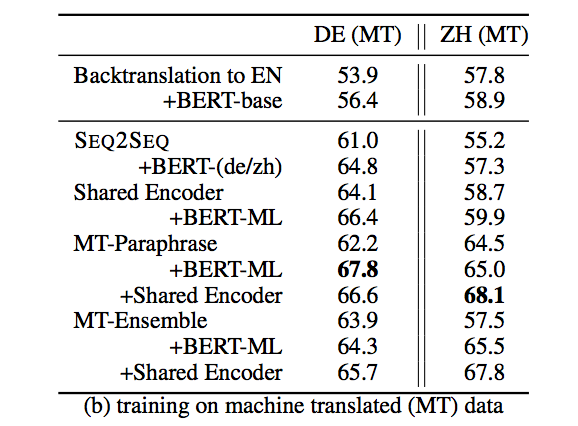 DE (MT) || ZH (MT)
Backtranslation to EN 53.9 57.8
+BERT-base 56.4 58.9
SEQ2SEQ 61.0 55.2
+BERT-(de/zh) 64.8 57.3
Shared Encoder 64.1 58.7
+BERT-ML 66.4 59.9
MT-Paraphrase 62.2 64.5
+BERT-ML 67.8 65.0
+Shared Encoder 66.6 68.1
MT-Ensemble 63.9 57.5
+BERT-ML 64.3 65.5
+Shared Encoder 65.7 67.8
(b) training on machine translated (MT) data